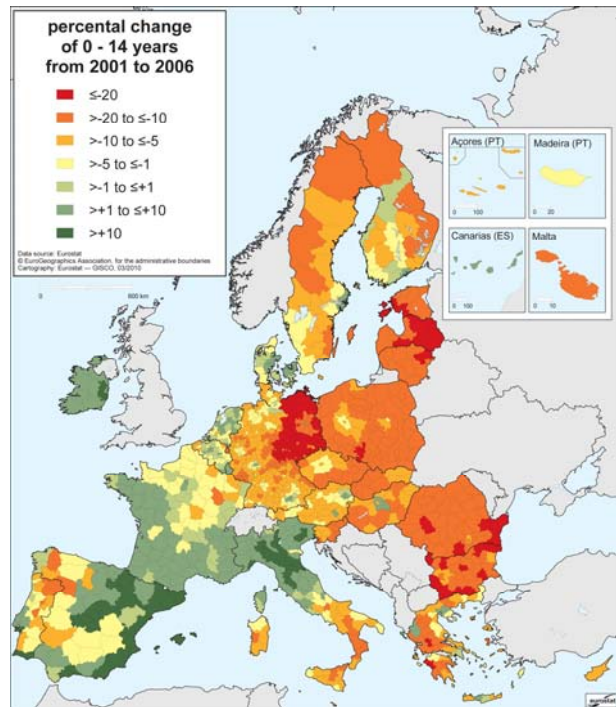 percental change
of 0 - 14 years
from 2001 to 2006
≤-20
>-20 to ≤-10
>-10 to ≤-5
>-5 to ≤-1
>-1 to ≤+1
>+1 to ≤+10
>+10
Data source: Eurostat
© EuroGeographics Association, for the administrative boundaries
Cartography: Eurostat — GISCO, 03/2010
0 600 km
Açores (PT)
0 100
Madeira (PT)
0 20
Canarias (ES)
0 100
Malta
0 10
eurostat